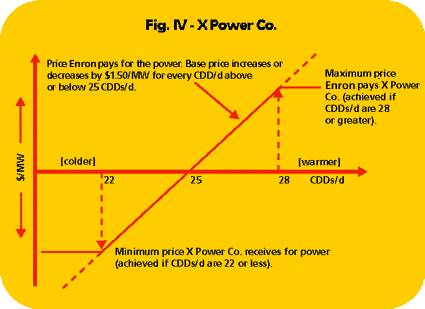 Fig. IV - X Power Co.
Price Enron pays for the power. Base price increases or
decreases by $1.50/MW for every CDD/d above
or below 25 CDDs/d.
Maximum price
Enron pays X Power
Co. (achieved if
CDDs/d are 28
or greater).
$/MW
[colder]
[warmer]
22
25
28
CDDs/d
Minimum price X Power Co. receives for power
(achieved if CDDs/d are 22 or less).